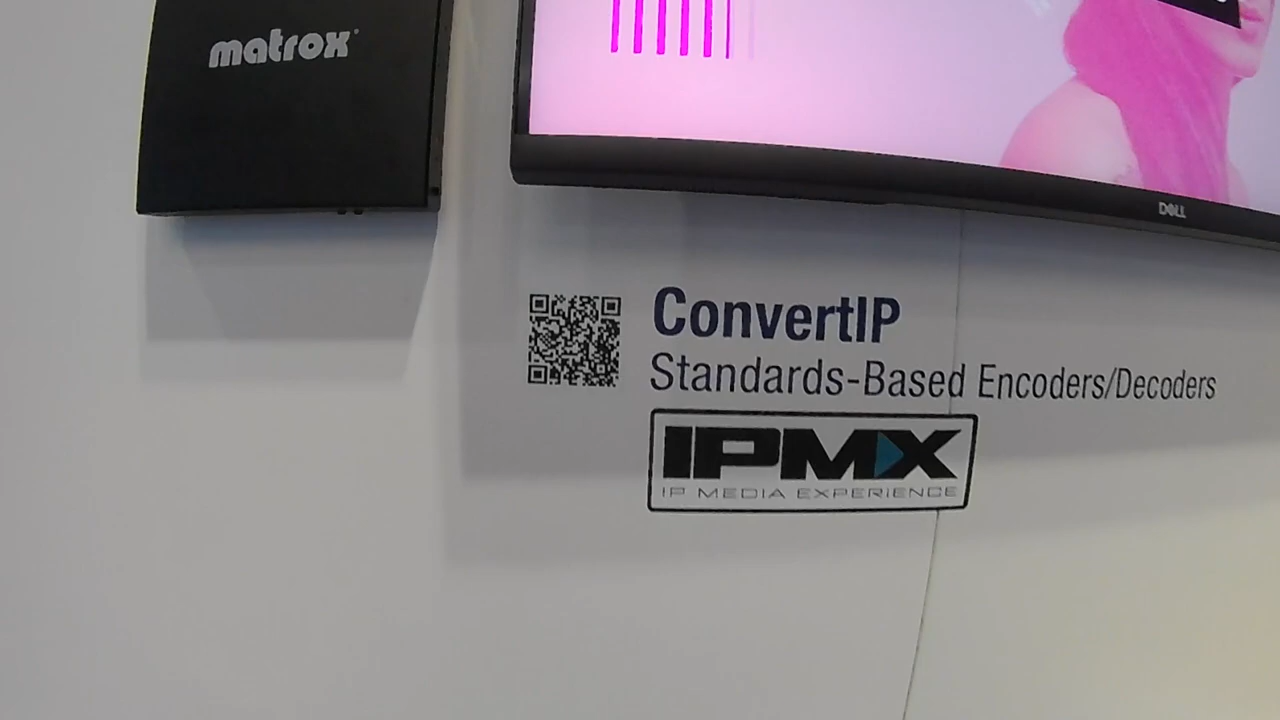 matrox
DELL
ConvertIP
Standards-Based Encoders/Decoders
IPMX
IP MEDIA EXPERIENCE